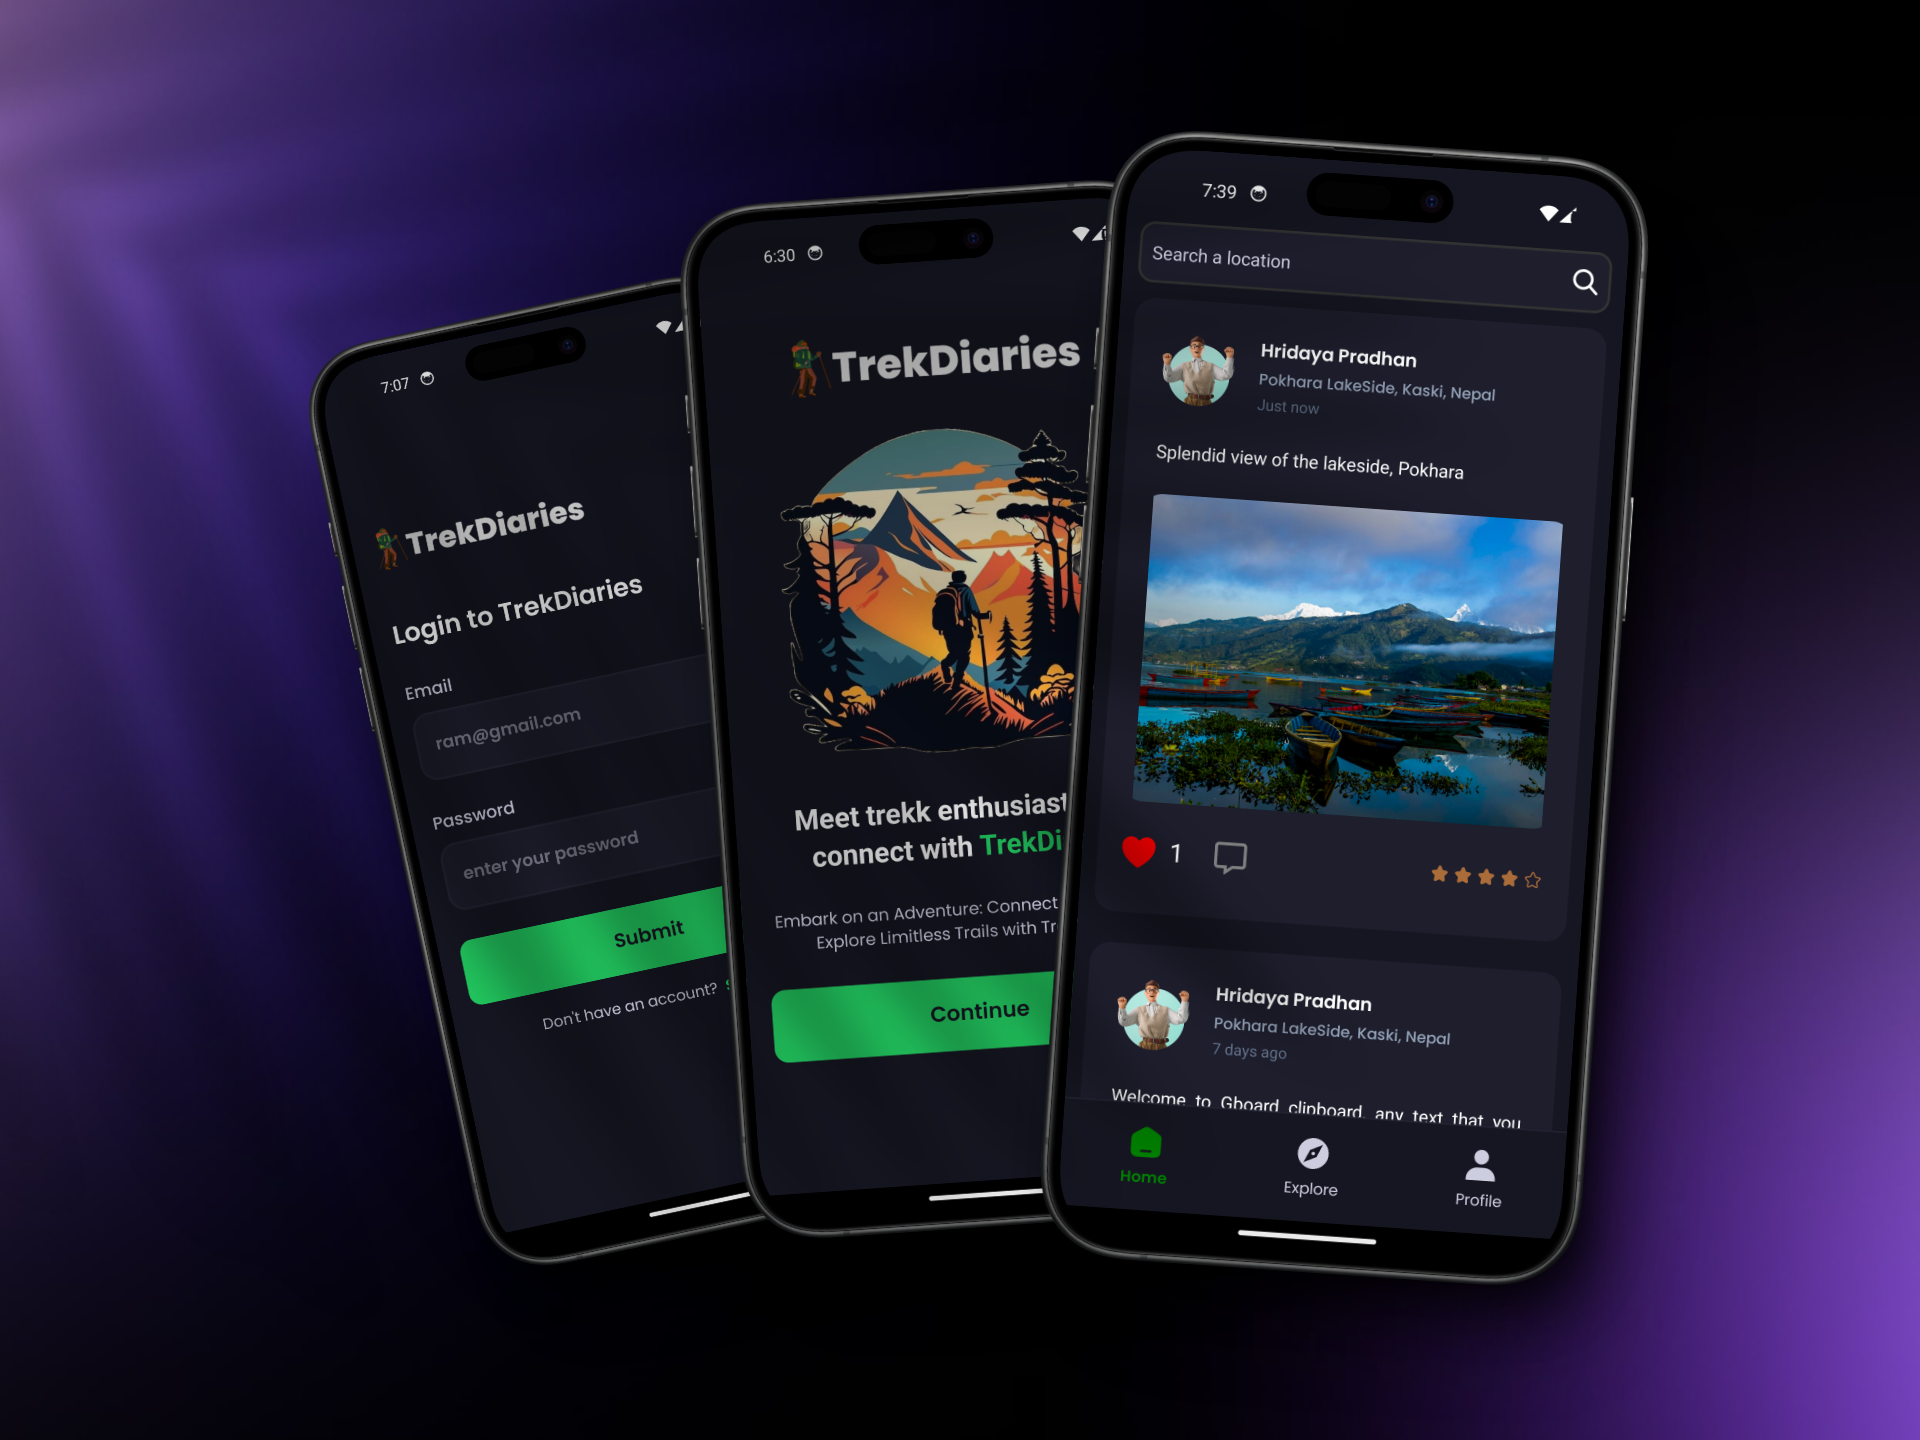 7:07
TrekDiaries
Login to TrekDiaries
Email
ram@gmail.com
Password
enter your password
Submit
Don't have an account?
6:30
TrekDiaries
Meet trekk enthusiast
connect with TrekDi
Embark on an Adventure: Connect
Explore Limitless Trails with Tr
Continue
7:39
Search a location
Hridaya Pradhan
Pokhara LakeSide, Kaski, Nepal
Just now
Splendid view of the lakeside, Pokhara
1
Hridaya Pradhan
Pokhara LakeSide, Kaski, Nepal
7 days ago
Welcome to Gboard clipboard, any text that you
Home
Explore
Profile